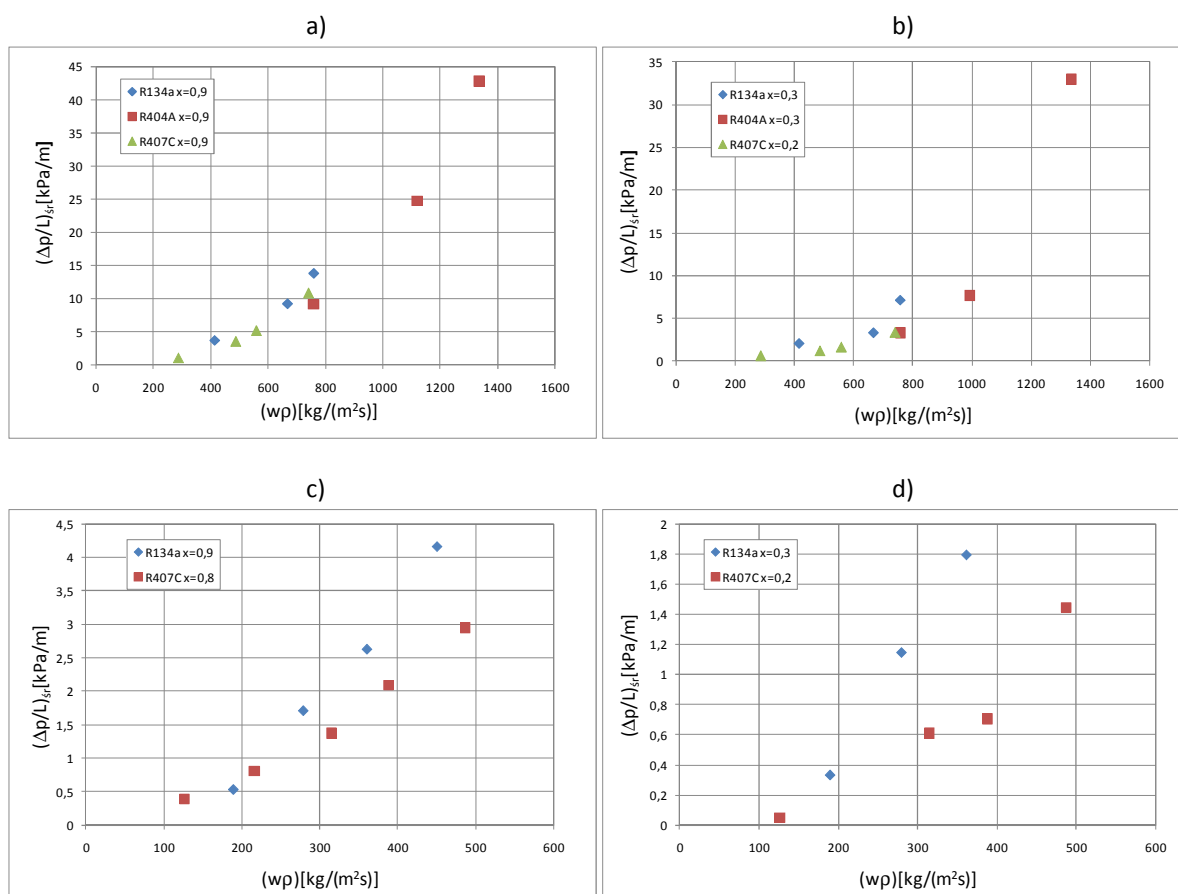 a)
45
40
35
30
25
20
15
10
5
0
0 200 400 600 800 1000 1200 1400 1600
(Δp/L)śr[kPa/m]
(wρ)[kg/(m²s)]
R134a x=0,9
R404A x=0,9
R407C x=0,9
b)
35
30
25
20
15
10
5
0
0 200 400 600 800 1000 1200 1400 1600
(Δp/L)śr[kPa/m]
(wρ)[kg/(m²s)]
R134a x=0,3
R404A x=0,3
R407C x=0,2
c)
4,5
4
3,5
3
2,5
2
1,5
1
0,5
0
0 100 200 300 400 500 600
(Δp/L)śr[kPa/m]
(wρ)[kg/(m²s)]
R134a x=0,9
R407C x=0,8
d)
2
1,8
1,6
1,4
1,2
1
0,8
0,6
0,4
0,2
0
0 100 200 300 400 500 600
(Δp/L)śr[kPa/m]
(wρ)[kg/(m²s)]
R134a x=0,3
R407C x=0,2